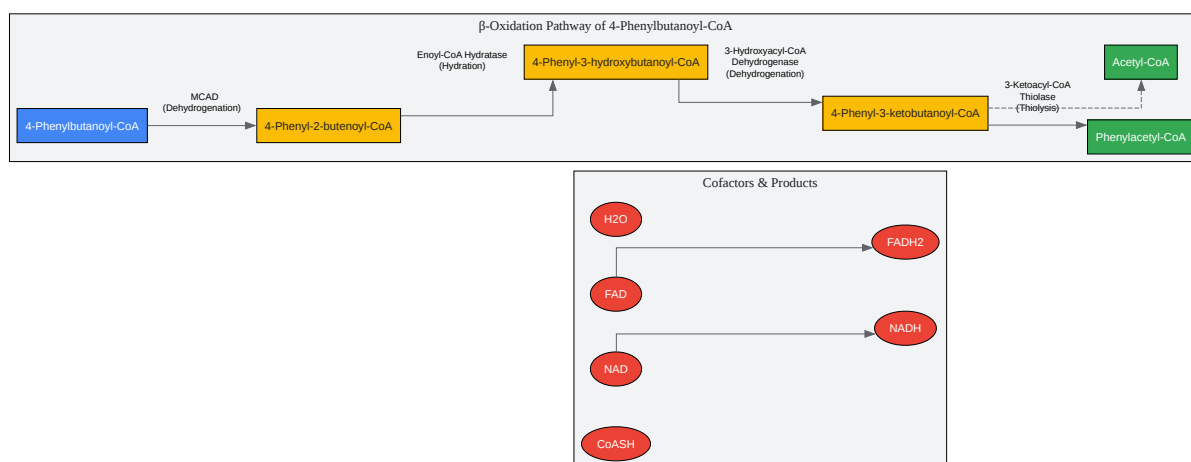 β-Oxidation Pathway of 4-Phenylbutanoyl-CoA
4-Phenylbutanoyl-CoA
MCAD
(Dehydrogenation)
4-Phenyl-2-butenoyl-CoA
Enoyl-CoA Hydratase
(Hydration)
4-Phenyl-3-hydroxybutanoyl-CoA
3-Hydroxyacyl-CoA
Dehydrogenase
(Dehydrogenation)
4-Phenyl-3-ketobutanoyl-CoA
3-Ketoacyl-CoA
Thiolase
(Thiolysis)
Acetyl-CoA
Phenylacetyl-CoA
Cofactors & Products
H2O
FADH2
FAD
NADH
NAD
CoASH